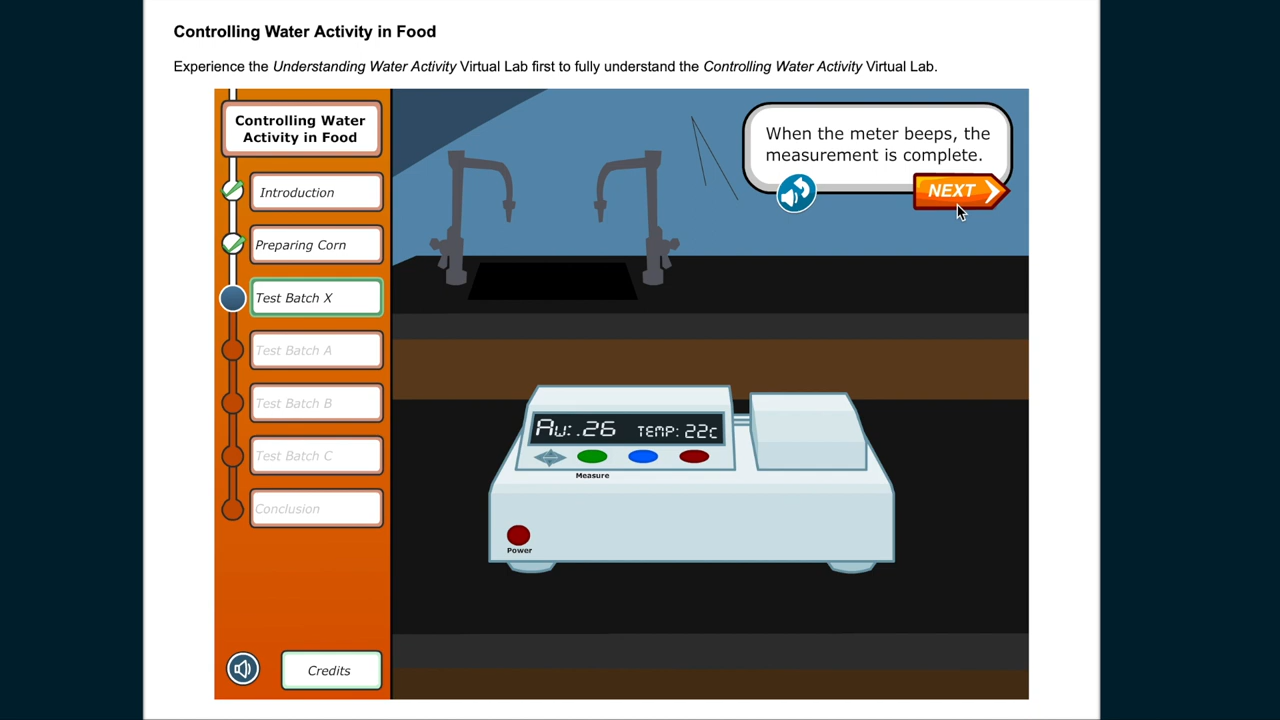 Controlling Water Activity in Food
Experience the Understanding Water Activity Virtual Lab first to fully understand the Controlling Water Activity Virtual Lab.
Controlling Water
Activity in Food
Introduction
Preparing Corn
Test Batch X
Test Batch A
Test Batch B
Test Batch C
Conclusion
Credits
When the meter beeps, the
measurement is complete.
NEXT
Aw: .26 TEMP: 22c
Measure
Power